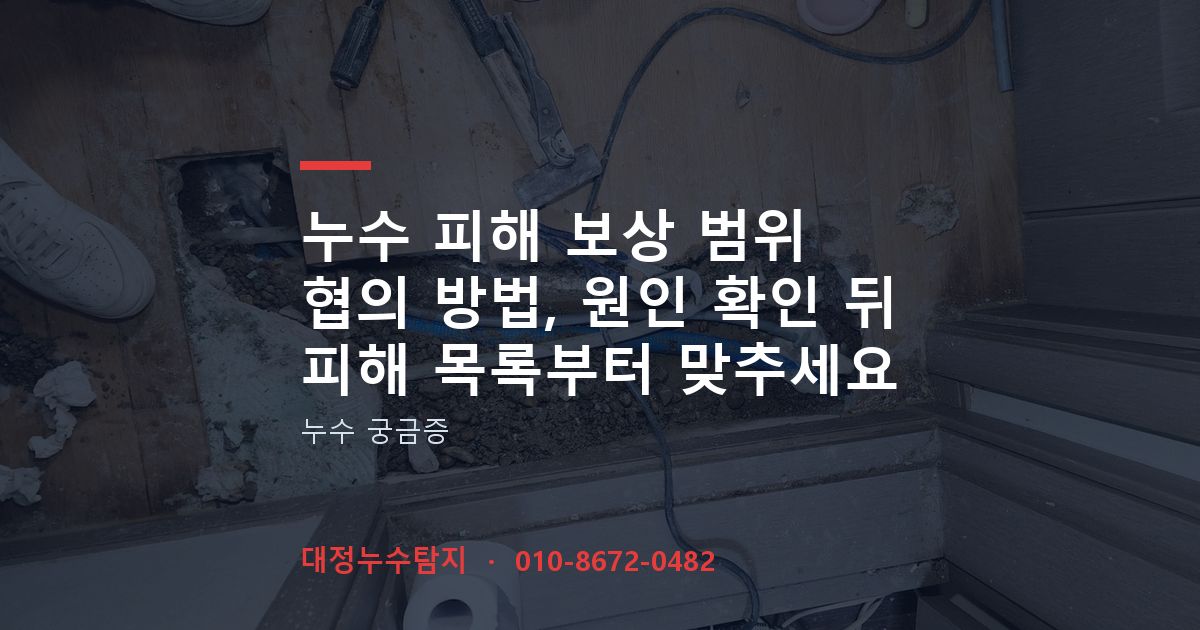 누수 피해 보상 범위
협의 방법, 원인 확인 뒤
피해 목록부터 맞추세요
누수 궁금증
대정누수탐지 · 010-8672-0482